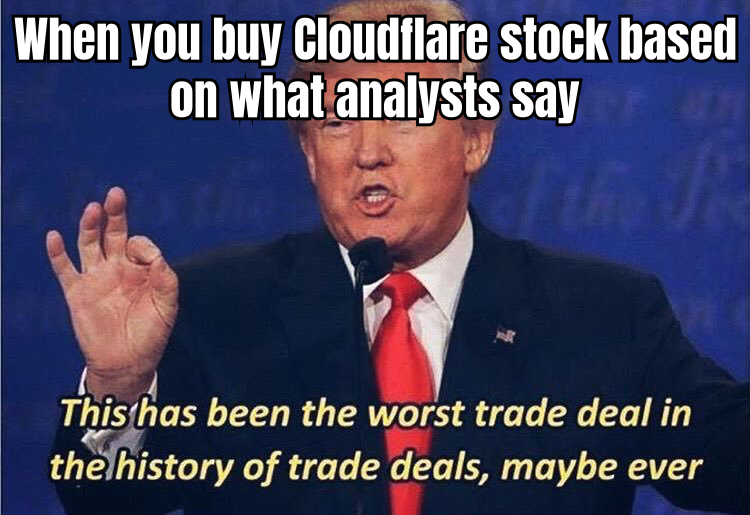 When you buy Cloudflare stock based
on what analysts say
This has been the worst trade deal in
the history of trade deals, maybe ever